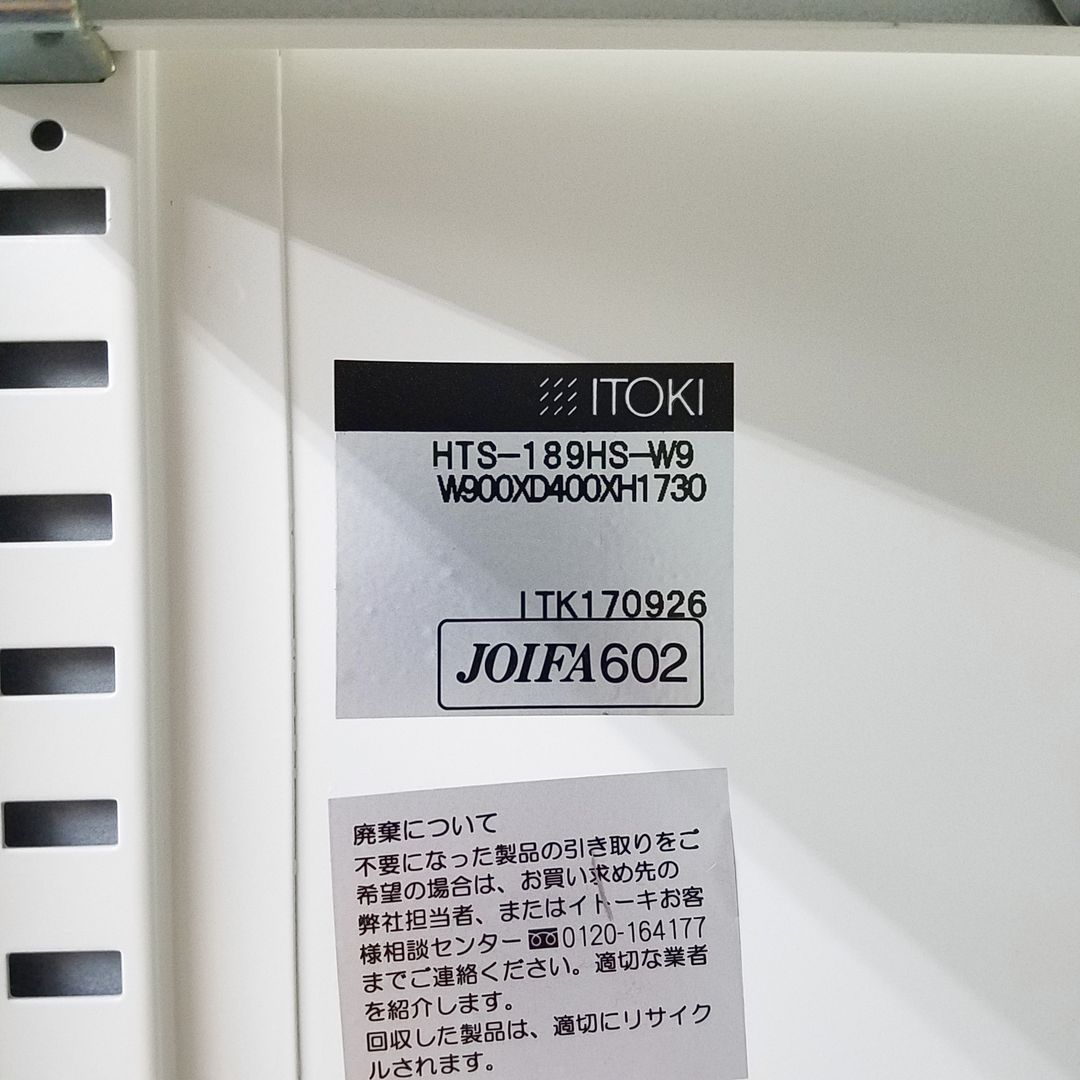 ITOKI
HTS-189HS-W9
W900XD400XH1730
ITK170926
JOIFA602
廃棄について
不要になった製品の引き取りをご
希望の場合は、お買い求め先の
弊社担当者、またはイトーキお客
様相談センター0120-164177
までご連絡ください。適切な業者
を紹介します。
回収した製品は、適切にリサイク
ルされます。